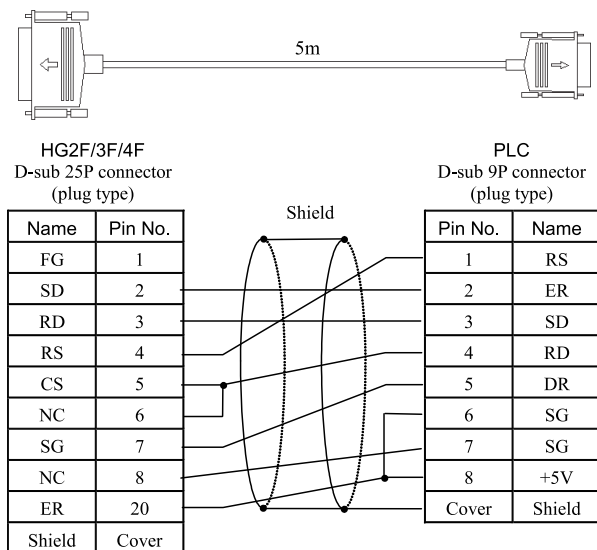 5m
HG2F/3F/4F
D-sub 25P connector
(plug type)
PLC
D-sub 9P connector
(plug type)
Shield
Name Pin No.
FG 1
SD 2
RD 3
RS 4
CS 5
NC 6
SG 7
NC 8
ER 20
Shield Cover
Pin No. Name
1 RS
2 ER
3 SD
4 RD
5 DR
6 SG
7 SG
8 +5V
Cover Shield